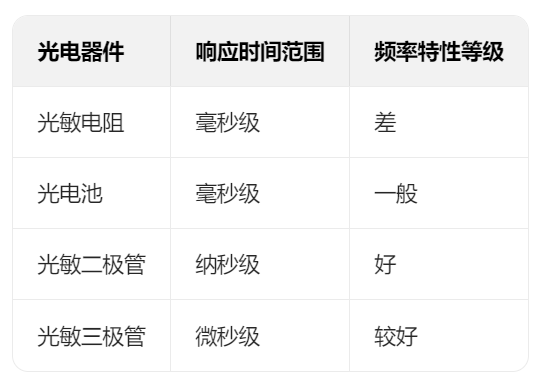 光电器件 响应时间范围 频率特性等级
光敏电阻 毫秒级 差
光电池 毫秒级 一般
光敏二极管 纳秒级 好
光敏三极管 微秒级 较好